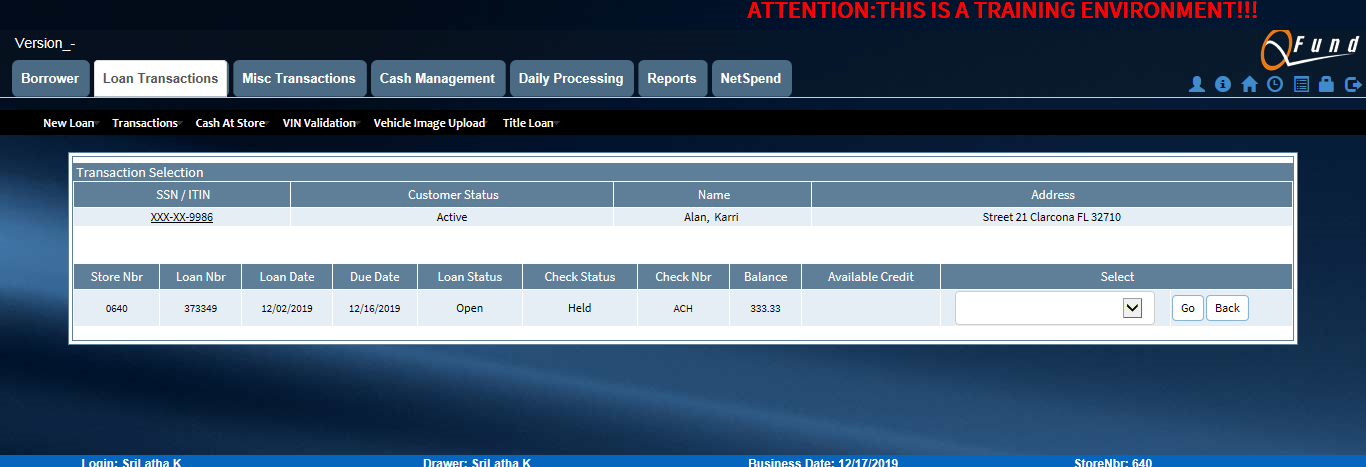 ATTENTION:THIS IS A TRAINING ENVIRONMENT!!!
Version_-
QFund
Borrower Loan Transactions Misc Transactions Cash Management Daily Processing Reports NetSpend
New Loan Transactions Cash At Store VIN Validation Vehicle Image Upload Title Loan
Transaction Selection
SSN / ITIN Customer Status Name Address
XXX-XX-9986 Active Alan, Karri Street 21 Clarcona FL 32710
Store Nbr Loan Nbr Loan Date Due Date Loan Status Check Status Check Nbr Balance Available Credit Select
0640 373349 12/02/2019 12/16/2019 Open Held ACH 333.33 Go Back
Login: SriLatha K Drawer: SriLatha K Business Date: 12/17/2019 StoreNbr: 640